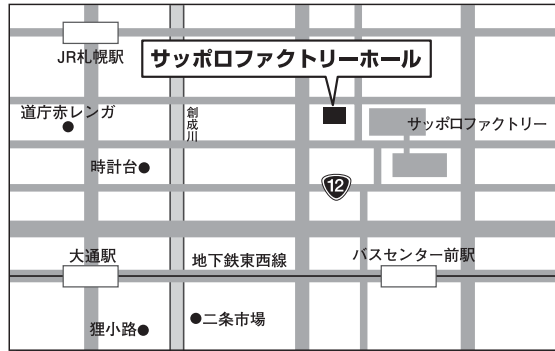 JR札幌駅
サッポロファクトリーホール
道庁赤レンガ
創成川
サッポロファクトリー
時計台
12
大通駅
地下鉄東西線
バスセンター前駅
狸小路
二条市場